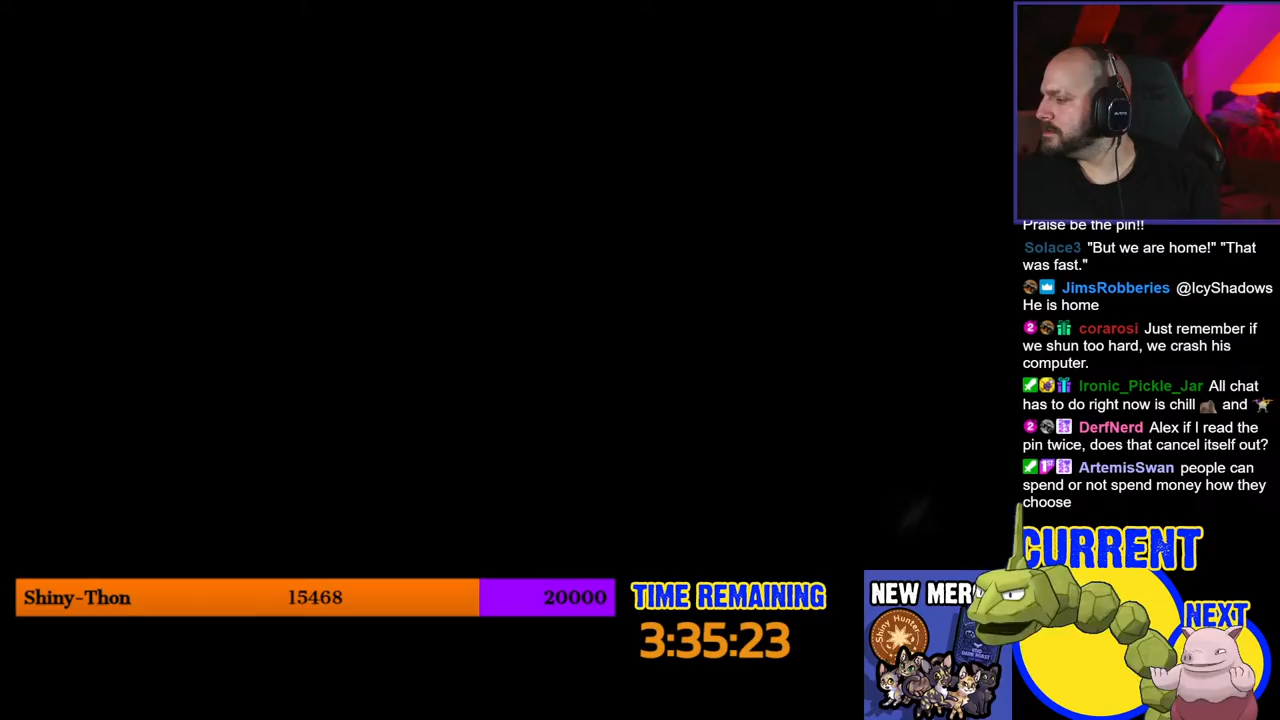 Praise be the pin!!
Solace3 "But we are home!" "That
was fast."
JimsRobberies @IcyShadows
He is home
corarosi Just remember if
we shun too hard, we crash his
computer.
Ironic_Pickle_Jar All chat
has to do right now is chill and
DerfNerd Alex if I read the
pin twice, does that cancel itself out?
ArtemisSwan people can
spend or not spend money how they
choose
CURRENT
NEXT
Shiny-Thon 15468 20000
TIME REMAINING
3:35:23
NEW MER
Shiny Hunter
DARK ROAST